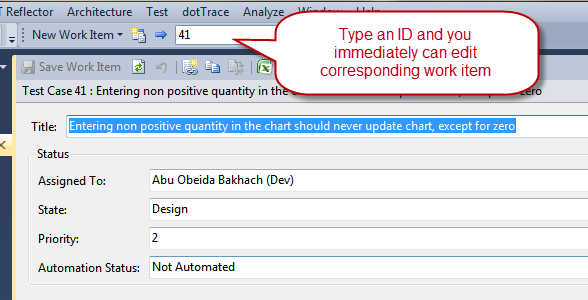 Reflector Architecture Test dotTrace Analyze Window Help
New Work Item 41
Type an ID and you
immediately can edit
corresponding work item
Save Work Item
Test Case 41 : Entering non positive quantity in the c zero
Title: Entering non positive quantity in the chart should never update chart, except for zero
Status
Assigned To: Abu Obeida Bakhach (Dev)
State: Design
Priority: 2
Automation Status: Not Automated